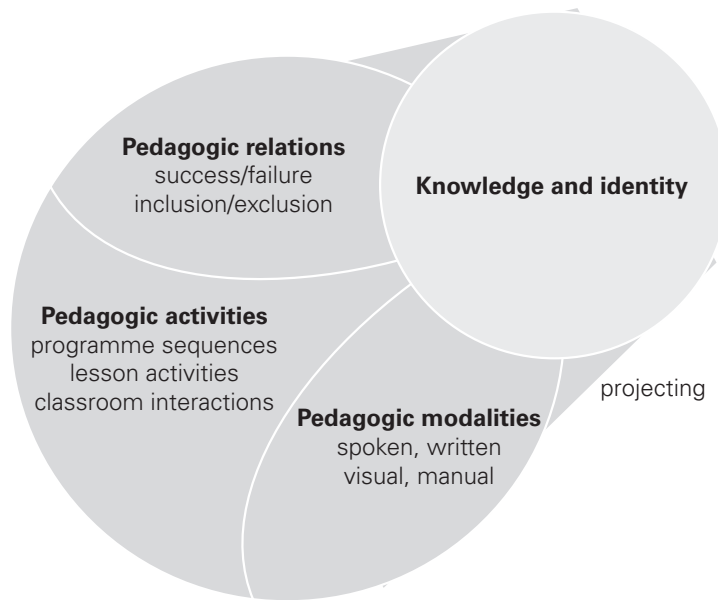 Pedagogic relations
success/failure
inclusion/exclusion
Knowledge and identity
Pedagogic activities
programme sequences
lesson activities
classroom interactions
Pedagogic modalities
spoken, written
visual, manual
projecting